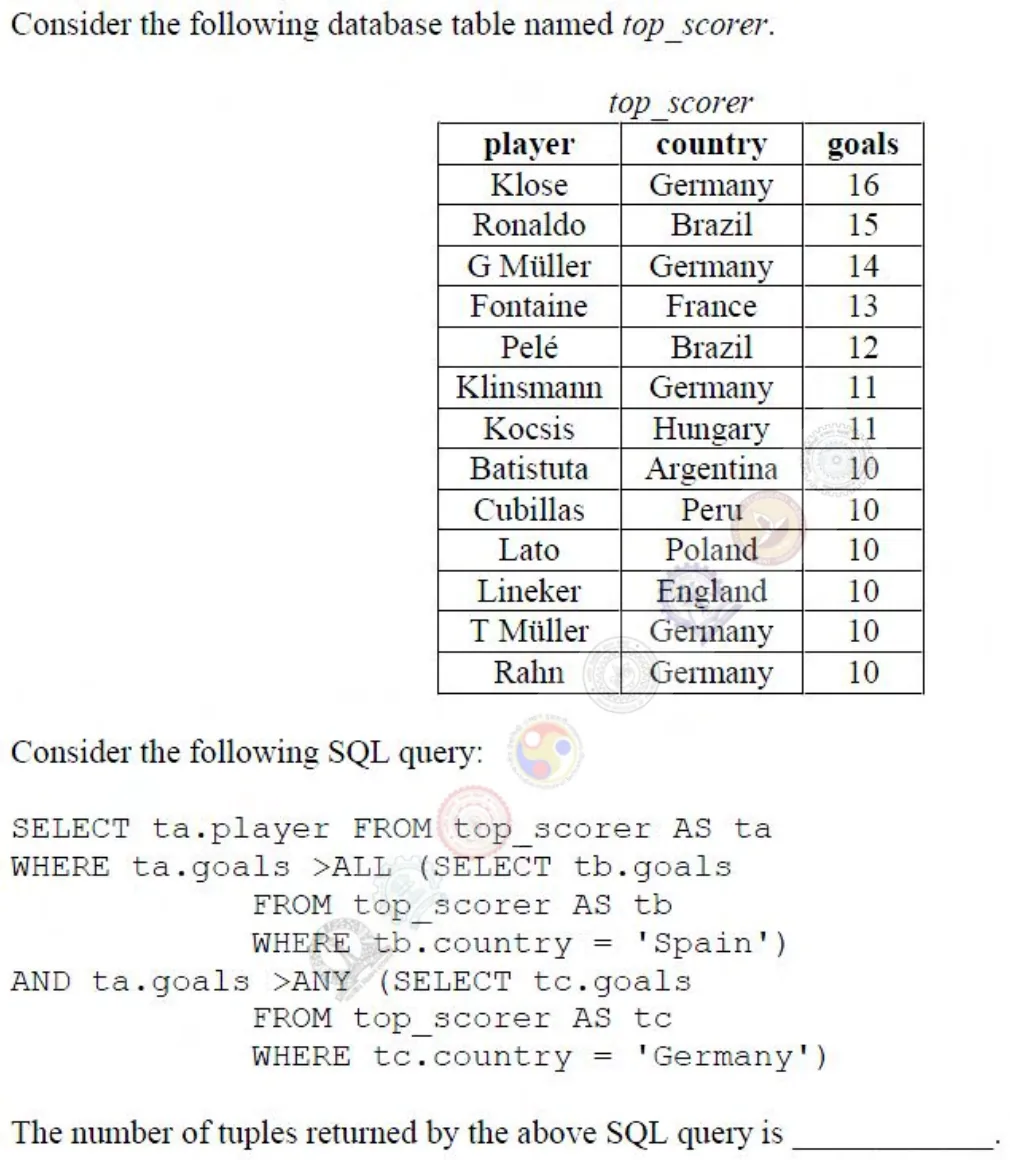 Consider the following database table named top_scorer.
top_scorer
player country goals
Klose Germany 16
Ronaldo Brazil 15
G Müller Germany 14
Fontaine France 13
Pelé Brazil 12
Klinsmann Germany 11
Kocsis Hungary 11
Batistuta Argentina 10
Cubillas Peru 10
Lato Poland 10
Lineker England 10
T Müller Germany 10
Rahn Germany 10
Consider the following SQL query:
SELECT ta.player FROM top_scorer AS ta
WHERE ta.goals >ALL (SELECT tb.goals
FROM top_scorer AS tb
WHERE tb.country = 'Spain')
AND ta.goals >ANY (SELECT tc.goals
FROM top_scorer AS tc
WHERE tc.country = 'Germany')
The number of tuples returned by the above SQL query is ______________.